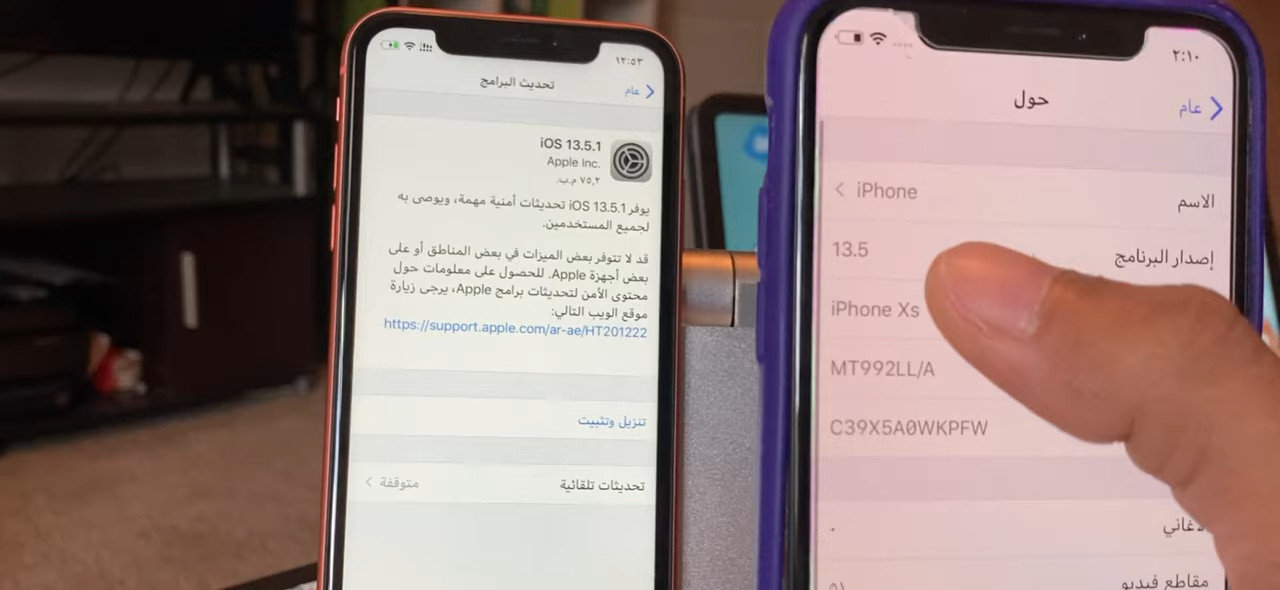 ١٢:٥٣
عام
تحديث البرامج
iOS 13.5.1
Apple Inc.
٧٥٫٢ م.ب.
يوفر iOS 13.5.1 تحديثات أمنية مهمة، ويوصى به
لجميع المستخدمين.
قد لا تتوفر بعض الميزات في بعض المناطق أو على
بعض أجهزة Apple. للحصول على معلومات حول
محتوى الأمن لتحديثات برامج Apple، يرجى زيارة
موقع الويب التالي:
https://support.apple.com/ar-ae/HT201222
تنزيل وتثبيت
تحديثات تلقائية
متوقفة
٢:١٠
عام
حول
الاسم
iPhone
إصدار البرنامج
13.5
iPhone Xs
MT992LL/A
C39X5A0WKPFW
مقاطع فيديو